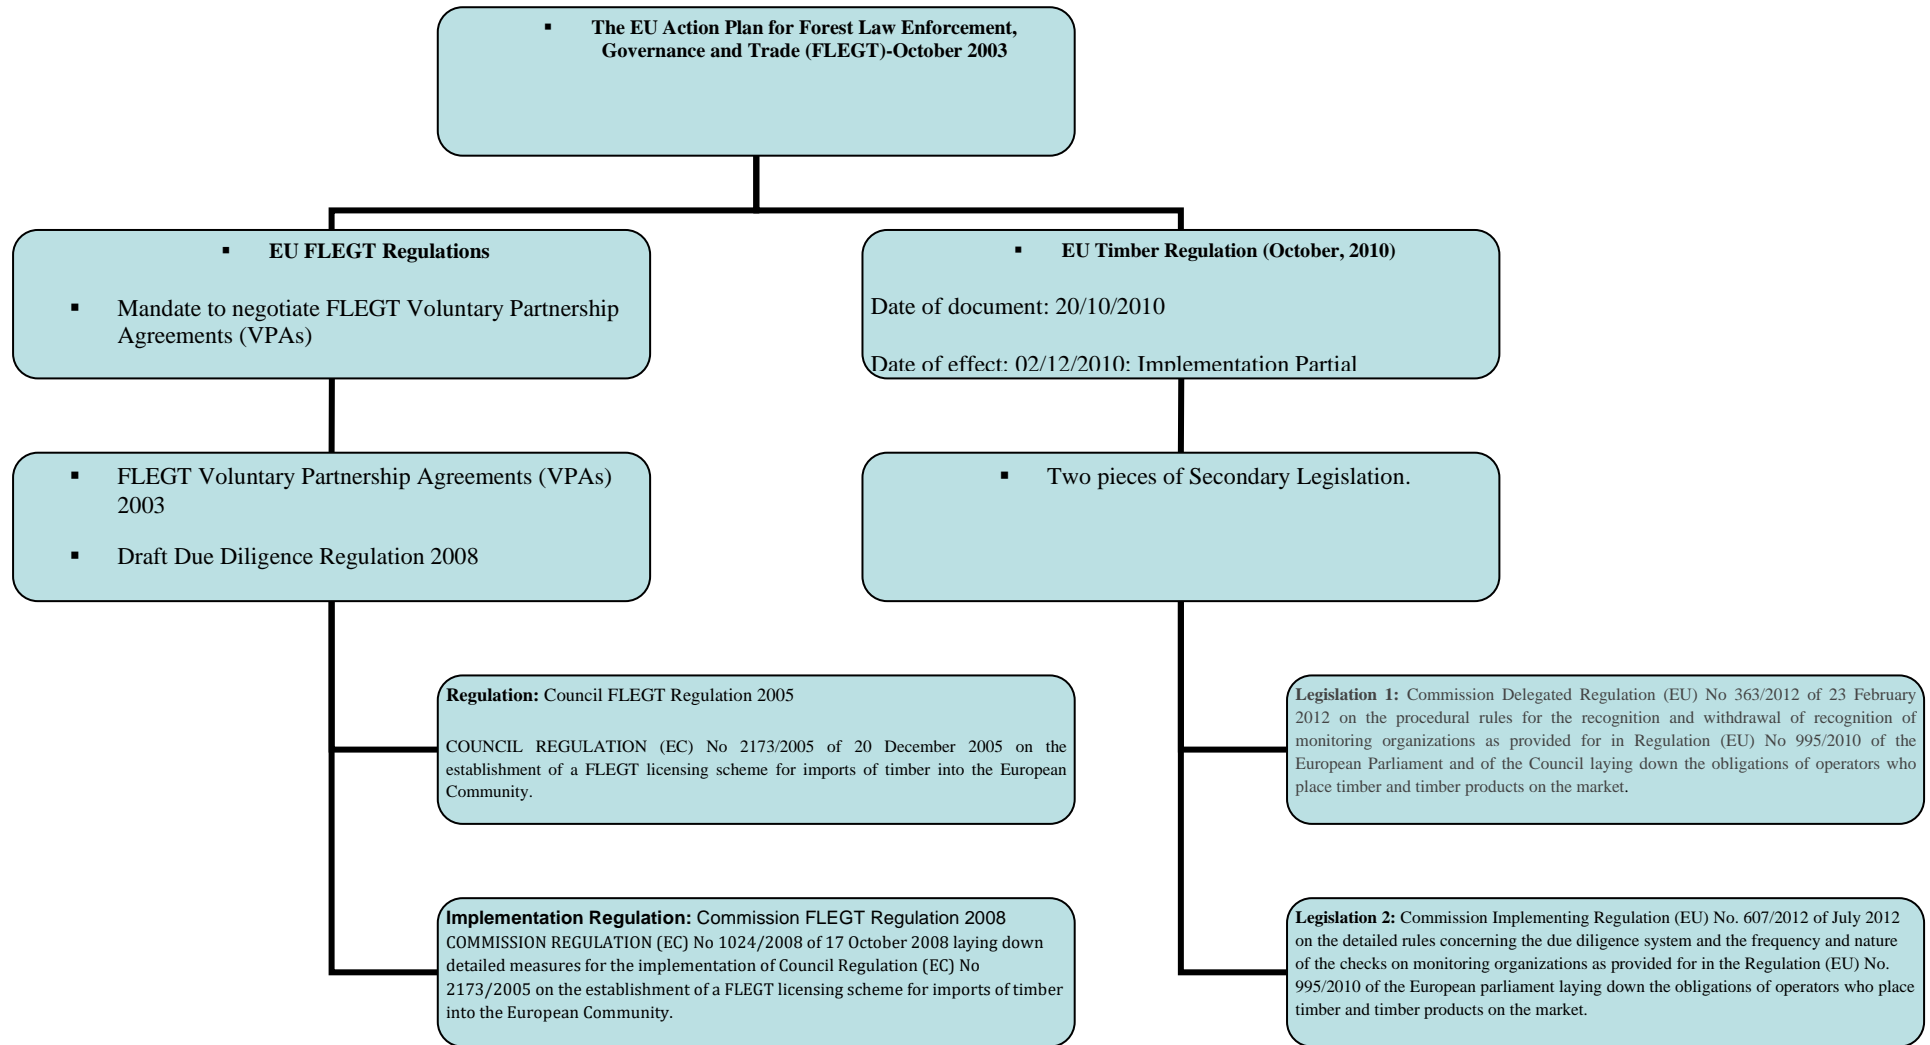 ▪ The EU Action Plan for Forest Law Enforcement,
Governance and Trade (FLEGT)-October 2003
▪ EU FLEGT Regulations
▪ Mandate to negotiate FLEGT Voluntary Partnership
Agreements (VPAs)
▪ EU Timber Regulation (October, 2010)
Date of document: 20/10/2010
Date of effect: 02/12/2010: Implementation Partial
▪ FLEGT Voluntary Partnership Agreements (VPAs)
2003
▪ Draft Due Diligence Regulation 2008
▪ Two pieces of Secondary Legislation.
Regulation: Council FLEGT Regulation 2005
COUNCIL REGULATION (EC) No 2173/2005 of 20 December 2005 on the
establishment of a FLEGT licensing scheme for imports of timber into the European
Community.
Legislation 1: Commission Delegated Regulation (EU) No 363/2012 of 23 February
2012 on the procedural rules for the recognition and withdrawal of recognition of
monitoring organizations as provided for in Regulation (EU) No 995/2010 of the
European Parliament and of the Council laying down the obligations of operators who
place timber and timber products on the market.
Implementation Regulation: Commission FLEGT Regulation 2008
COMMISSION REGULATION (EC) No 1024/2008 of 17 October 2008 laying down
detailed measures for the implementation of Council Regulation (EC) No
2173/2005 on the establishment of a FLEGT licensing scheme for imports of timber
into the European Community.
Legislation 2: Commission Implementing Regulation (EU) No. 607/2012 of July 2012
on the detailed rules concerning the due diligence system and the frequency and nature
of the checks on monitoring organizations as provided for in the Regulation (EU) No.
995/2010 of the European parliament laying down the obligations of operators who place
timber and timber products on the market.